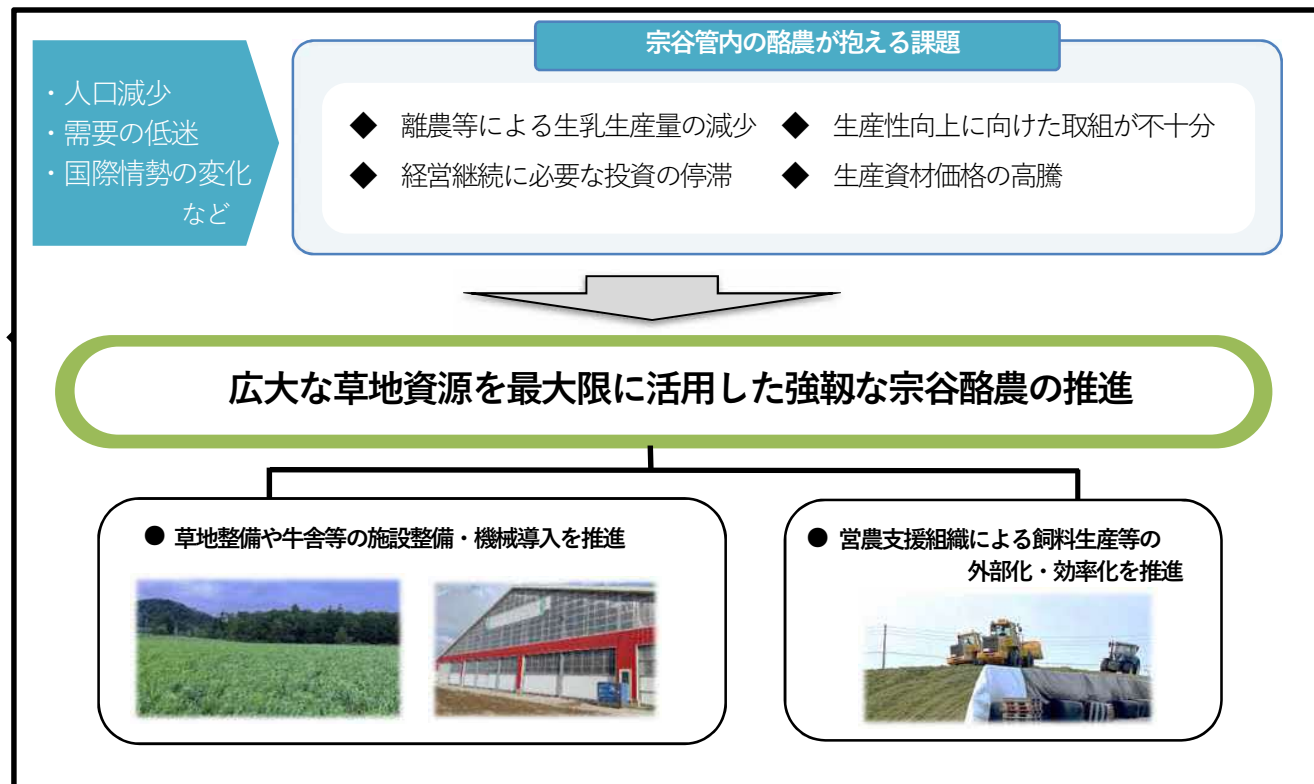 ・人口減少
・需要の低迷
・国際情勢の変化
など
宗谷管内の酪農が抱える課題
◆ 離農等による生乳生産量の減少 ◆ 生産性向上に向けた取組が不十分
◆ 経営継続に必要な投資の停滞 ◆ 生産資材価格の高騰
広大な草地資源を最大限に活用した強靱な宗谷酪農の推進
● 草地整備や牛舎等の施設整備・機械導入を推進
● 営農支援組織による飼料生産等の
外部化・効率化を推進